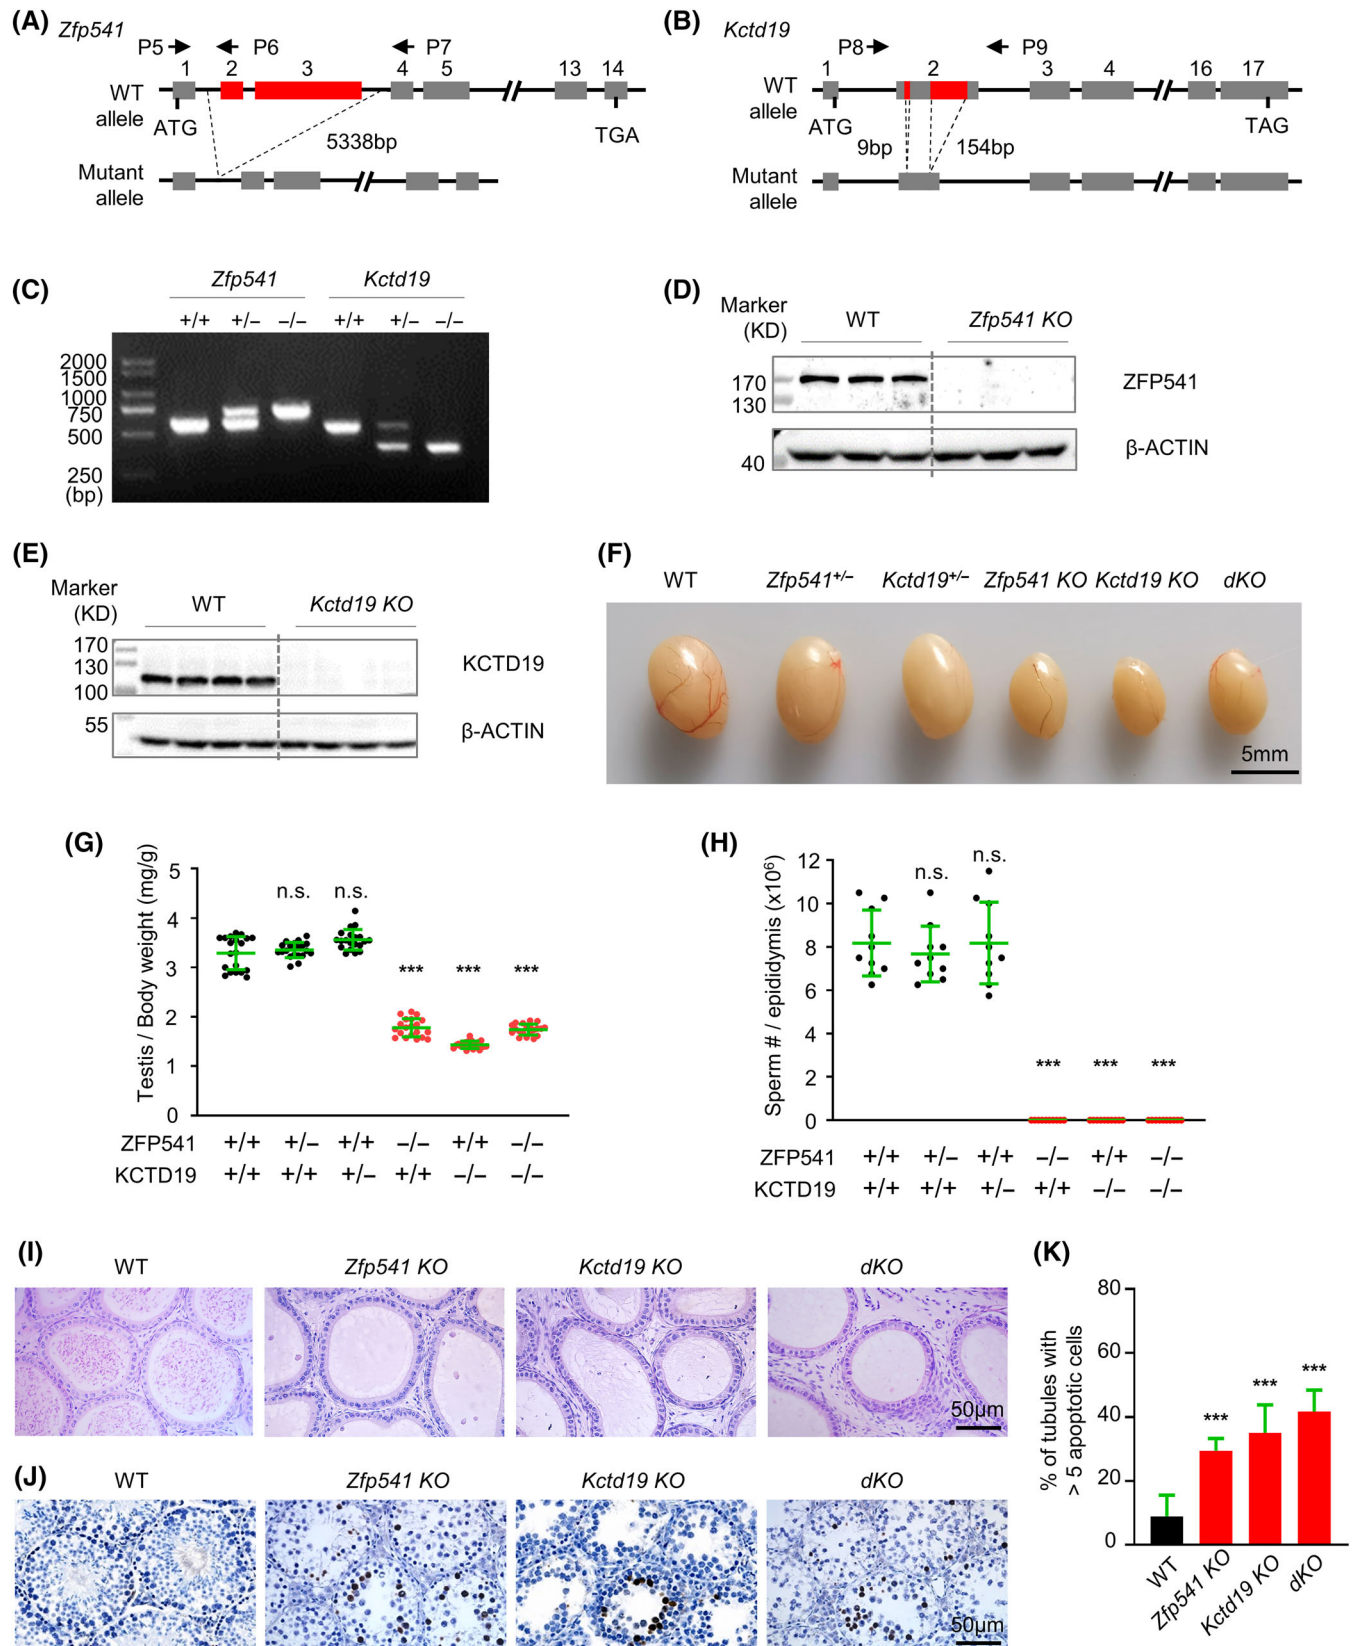 (A)
Zfp541
P5
P6
P7
1 2 3 4 5 13 14
WT
allele
ATG
TGA
5338bp
Mutant
allele
(B)
Kctd19
P8
P9
1 2 3 4 16 17
WT
allele
ATG
TAG
9bp
154bp
Mutant
allele
(C)
Zfp541 Kctd19
+/+ +/– –/– +/+ +/– –/–
2000
1500
1000
750
500
250
(bp)
(D)
Marker
(KD)
WT
Zfp541 KO
170
130
ZFP541
40
β-ACTIN
(E)
Marker
(KD)
WT
Kctd19 KO
170
130
100
KCTD19
55
β-ACTIN
(F)
WT Zfp541+/– Kctd19+/– Zfp541 KO Kctd19 KO dKO
5mm
(G)
Testis / Body weight (mg/g)
5
4
3
2
1
0
n.s. n.s.
*** *** ***
ZFP541 +/+ +/– +/+ –/– +/+ –/–
KCTD19 +/+ +/+ +/– +/+ –/– –/–
(H)
Sperm # / epididymis (x10⁶)
12
10
8
6
4
2
0
n.s. n.s.
*** *** ***
ZFP541 +/+ +/– +/+ –/– +/+ –/–
KCTD19 +/+ +/+ +/– +/+ –/– –/–
(I)
WT Zfp541 KO Kctd19 KO dKO
50μm
(J)
WT Zfp541 KO Kctd19 KO dKO
50μm
(K)
% of tubules with
> 5 apoptotic cells
80
60
40
20
0
*** *** ***
WT
Zfp541 KO
Kctd19 KO
dKO